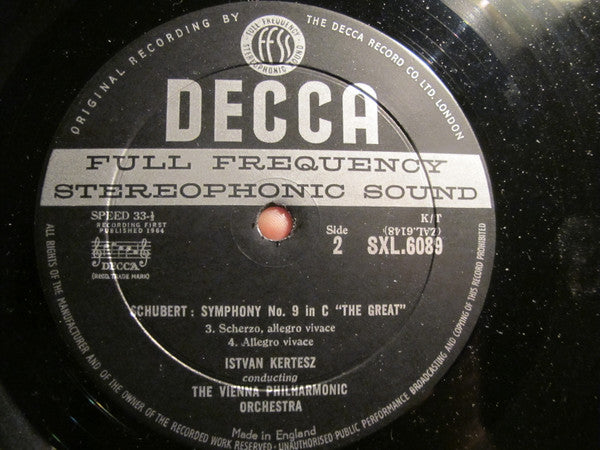 ORIGINAL RECORDING BY
THE DECCA RECORD CO. LTD. LONDON
FULL FREQUENCY STEREOPHONIC SOUND
FFSS
DECCA
FULL FREQUENCY
STEREOPHONIC SOUND
SPEED 33⅓
RECORDING FIRST
PUBLISHED 1964
DECCA
(REGD. TRADE MARK)
K/T
(ZAL.6148)
Side
2
SXL.6089
SCHUBERT: SYMPHONY No. 9 in C "THE GREAT"
3. Scherzo, allegro vivace
4. Allegro vivace
ISTVAN KERTESZ
conducting
THE VIENNA PHILHARMONIC
ORCHESTRA
Made in England
ALL RIGHTS OF THE MANUFACTURER AND OF THE OWNER OF THE RECORDED WORK RESERVED - UNAUTHORISED PUBLIC PERFORMANCE BROADCASTING AND COPYING OF THIS RECORD PROHIBITED